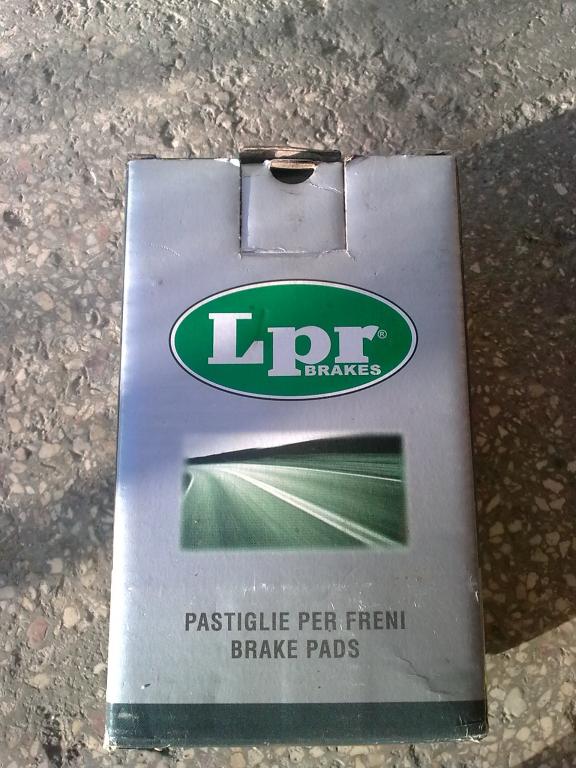 Lpr®
BRAKES
PASTIGLIE PER FRENI
BRAKE PADS